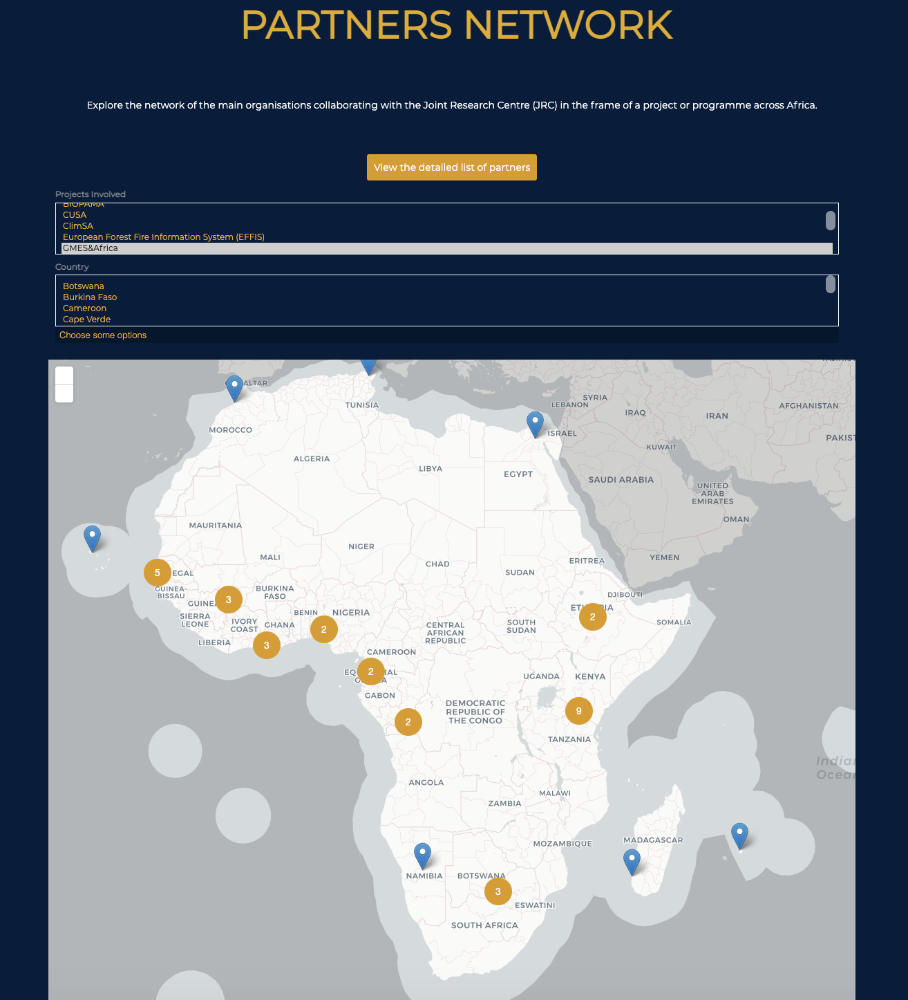 PARTNERS NETWORK
Explore the network of the main organisations collaborating with the Joint Research Centre (JRC) in the frame of a project or programme across Africa.
View the detailed list of partners
Projects Involved
BIOPAMA
CUSA
ClimSA
European Forest Fire Information System (EFFIS)
GMES&Africa
Country
Botswana
Burkina Faso
Cameroon
Cape Verde
Choose some options
ALTAR
TUNISIA
SYRIA
LEBANON
IRAQ
IRAN
AFGHANISTAN
MOROCCO
ISRAEL
PAKIST
KUWAIT
ALGERIA
LIBYA
EGYPT
SAUDI ARABIA
UNITED
ARAB
EMIRATES
OMAN
MAURITANIA
NIGER
MALI
CHAD
SUDAN
ERITREA
YEMEN
5
EGAL
GUINEA-
BISSAU
BURKINA
FASO
DJIBOUTI
3
GUINEA
SIERRA
LEONE
IVORY
COAST
GHANA
BENIN
NIGERIA
2
ETHIOPIA
2
SOMALIA
CENTRAL
AFRICAN
REPUBLIC
SOUTH
SUDAN
LIBERIA
3
CAMEROON
EQ
IAL
2
UGANDA
KENYA
GABON
DEMOCRATIC
REPUBLIC OF
THE CONGO
9
2
TANZANIA
Indian
Ocean
ANGOLA
MALAWI
ZAMBIA
MOZAMBIQUE
MADAGASCAR
NAMIBIA
BOTSWANA
3
ESWATINI
SOUTH AFRICA